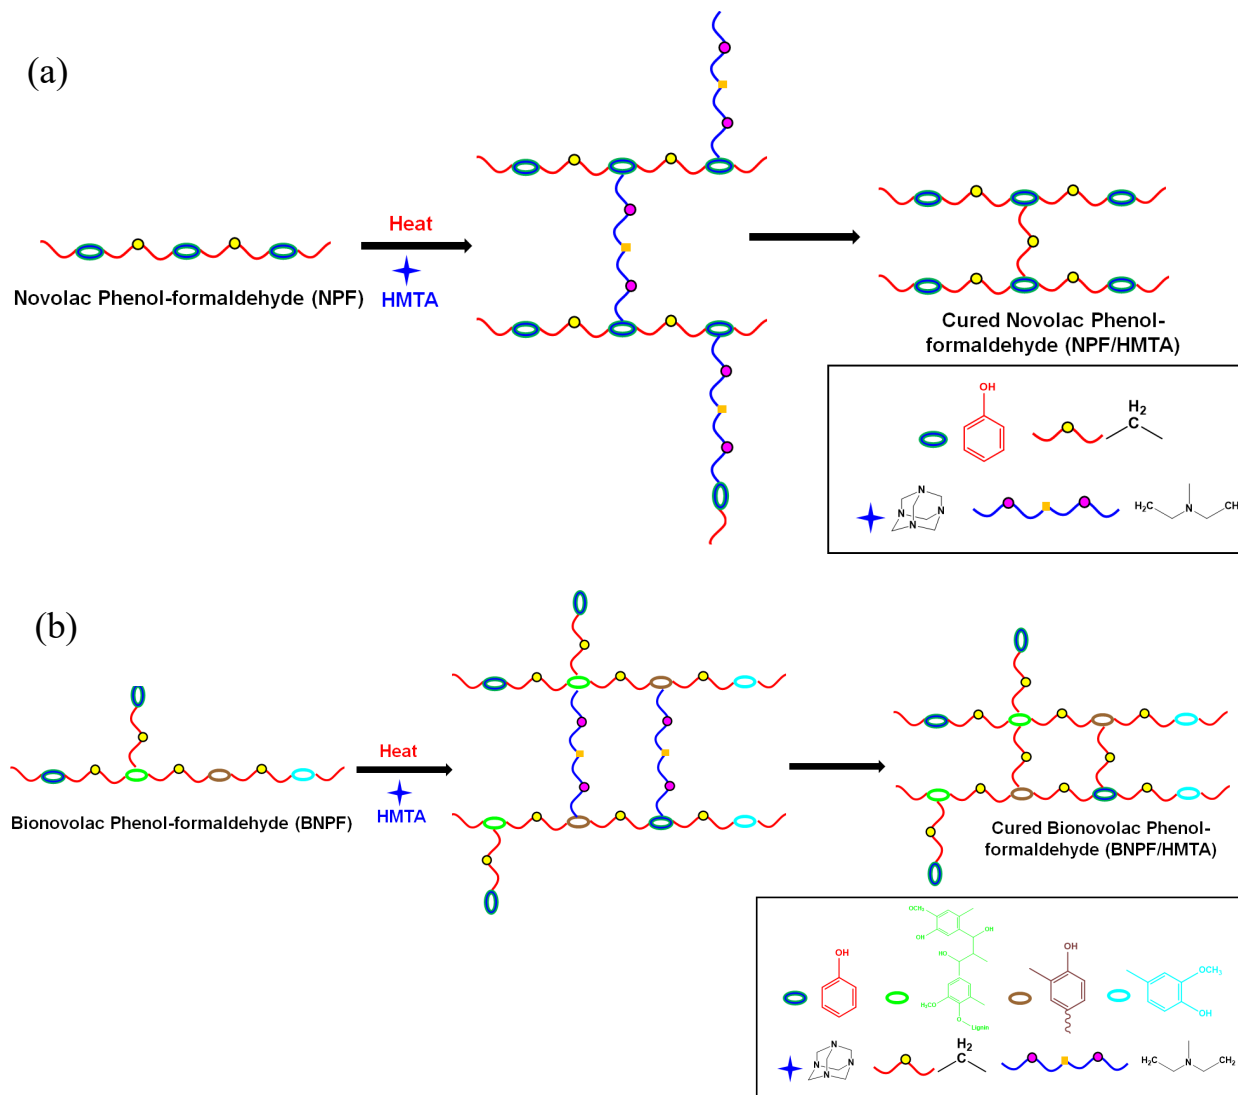 (a)
Heat
HMTA
Novolac Phenol-formaldehyde (NPF)
Cured Novolac Phenol-
formaldehyde (NPF/HMTA)
OH
H2
C
N
N
N
N
H2C
N
CH
(b)
Heat
HMTA
Bionovolac Phenol-formaldehyde (BNPF)
Cured Bionovolac Phenol-
formaldehyde (BNPF/HMTA)
OCH3
OH
OH
HO
H3CO
O
Lignin
OH
OH
OCH3
OH
N
N
N
N
H2
C
H2C
N
CH2